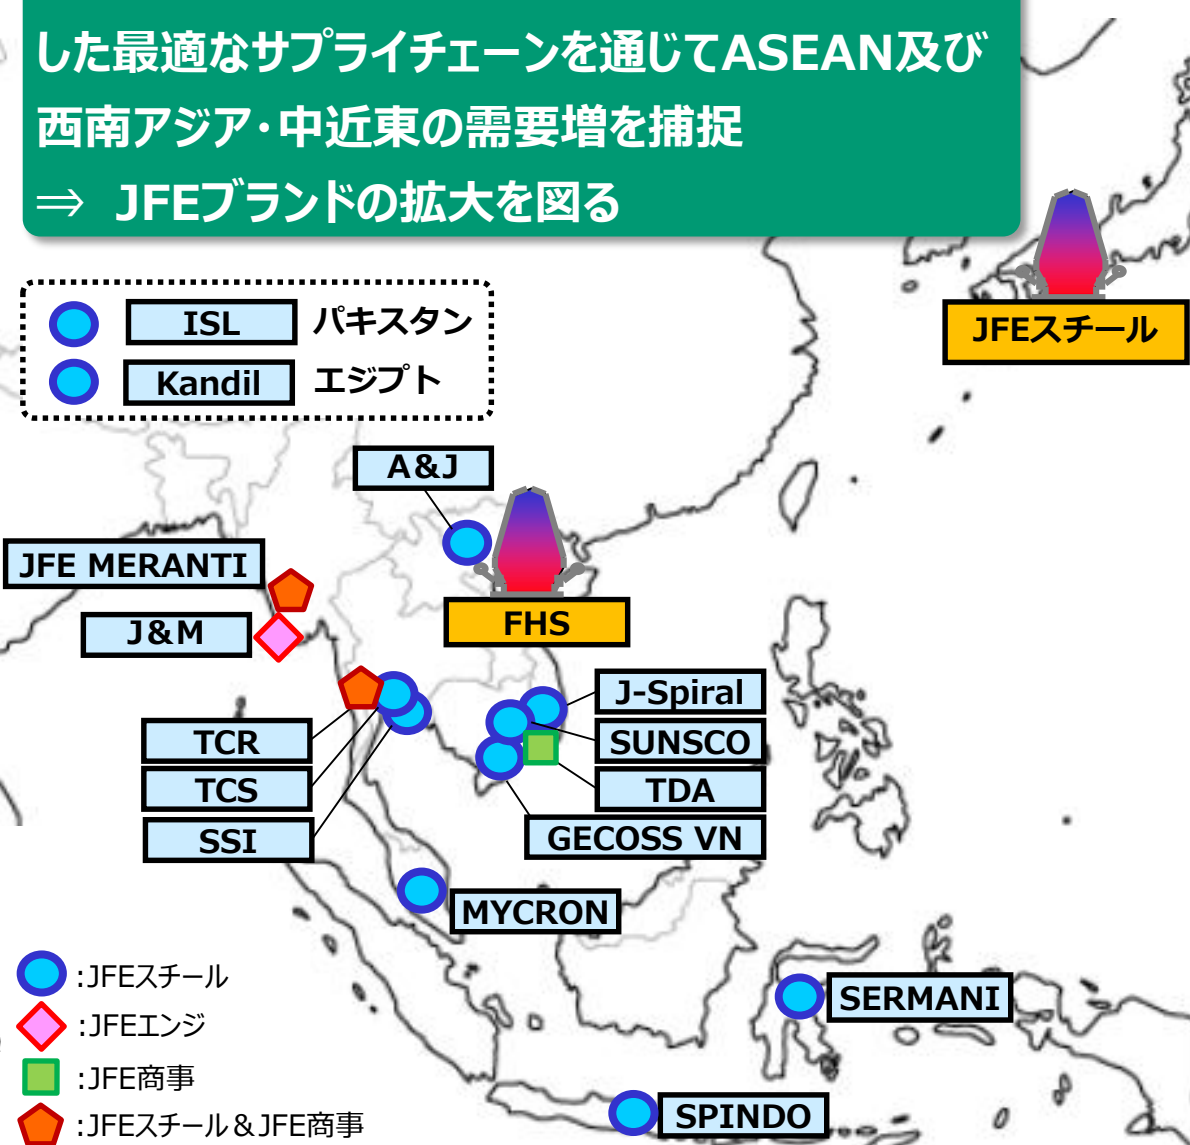 した最適なサプライチェーンを通じてASEAN及び
西南アジア・中近東の需要増を捕捉
⇒ JFEブランドの拡大を図る
ISL パキスタン
Kandil エジプト
JFEスチール
A&J
JFE MERANTI
J&M
FHS
J-Spiral
SUNSCO
TDA
GECOSS VN
TCR
TCS
SSI
MYCRON
SERMANI
SPINDO
:JFEスチール
:JFEエンジ
:JFE商事
:JFEスチール&JFE商事